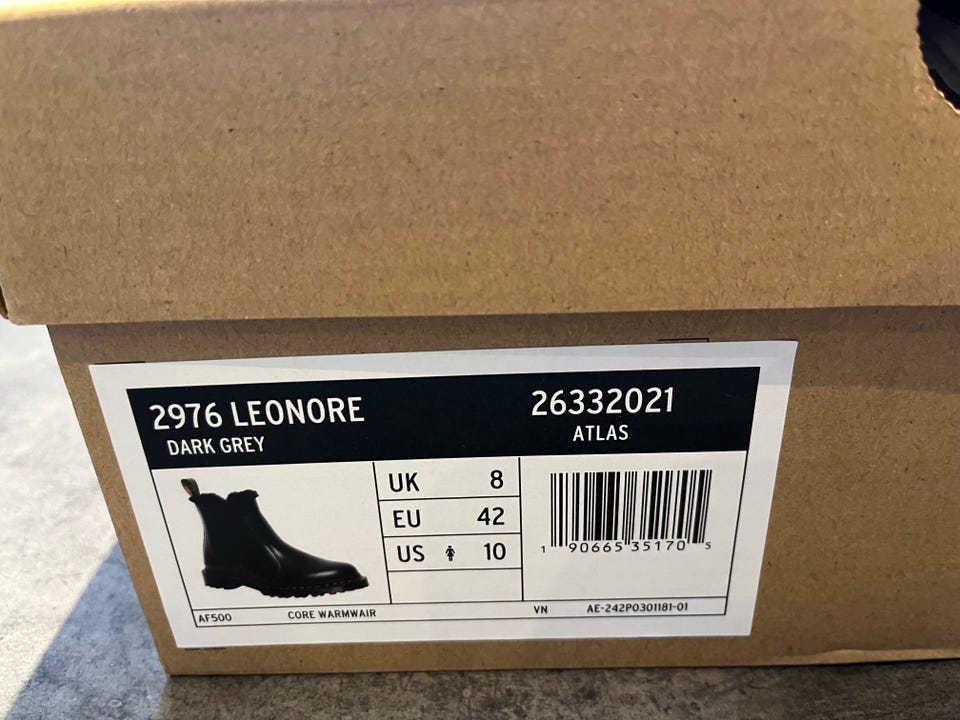 2976 LEONORE
DARK GREY
26332021
ATLAS
UK 8
EU 42
US 10
1 90665 35170 5
AF500 CORE WARMWAIR VN AE-242P0301181-01